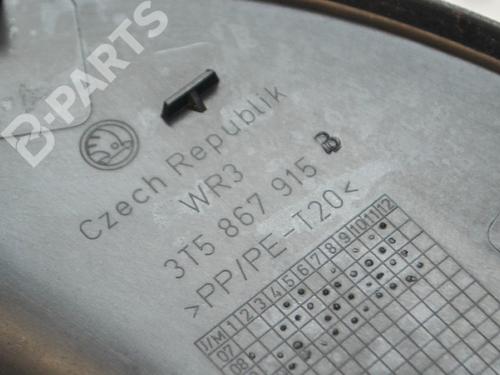 B-PARTS
Czech Republik
WR3
3T5 867 915 B
>PP/PE-T20<
I/M 1 2 3 4 5 6 7 8 9 10 11 12
07
08